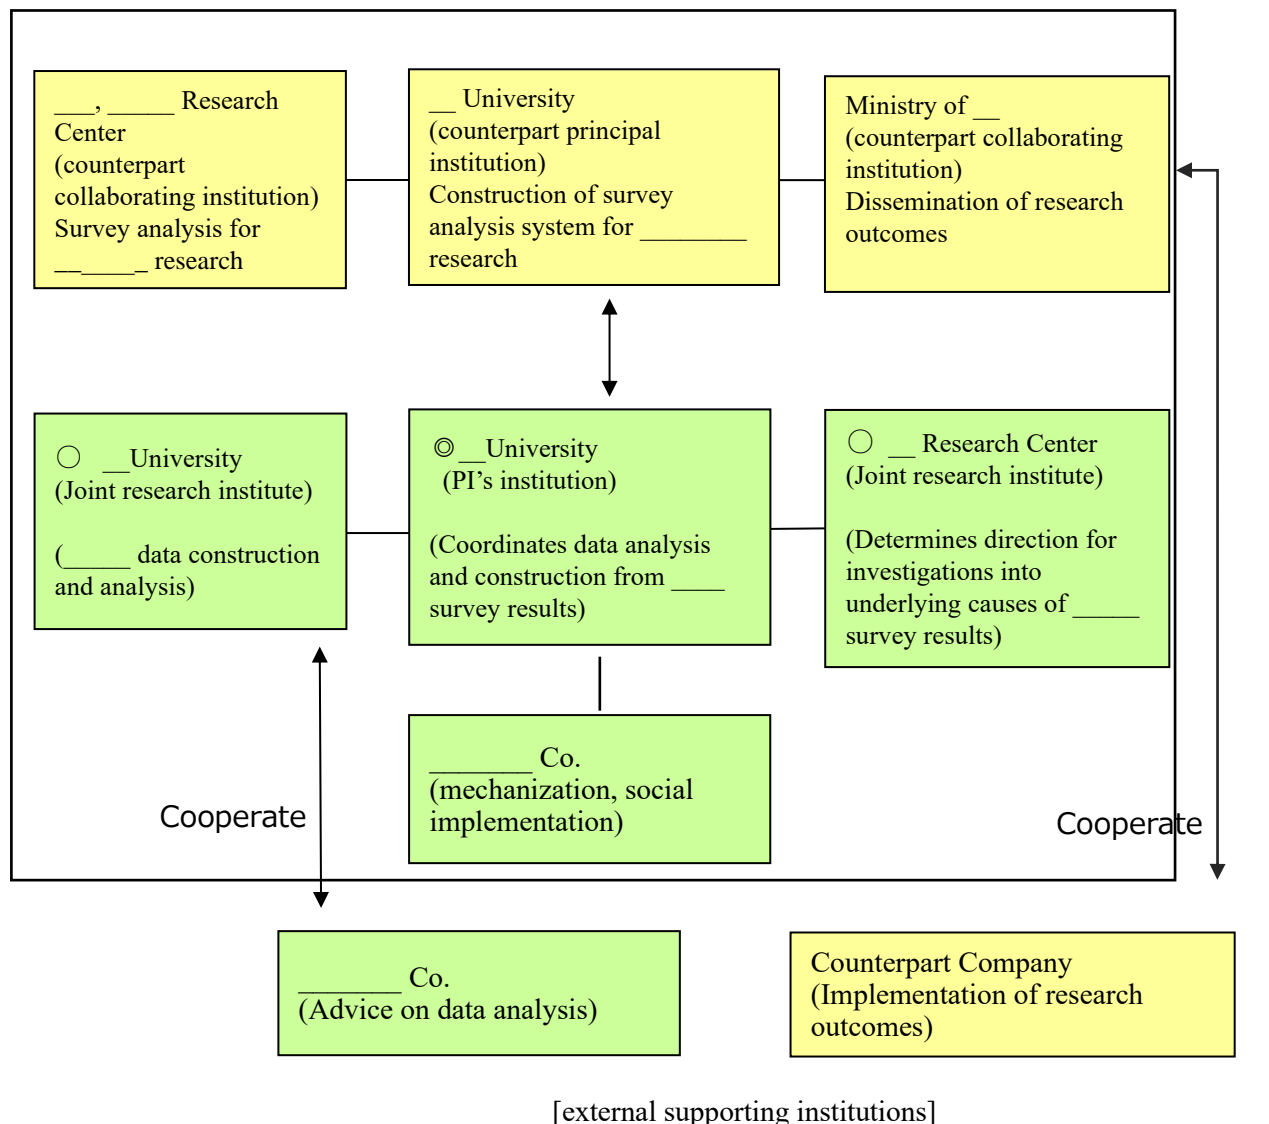 ___, _____ Research
Center
(counterpart
collaborating institution)
Survey analysis for
_______ research
__ University
(counterpart principal
institution)
Construction of survey
analysis system for ________
research
Ministry of __
(counterpart collaborating
institution)
Dissemination of research
outcomes
○ __University
(Joint research institute)
(_____ data construction
and analysis)
◎__University
(PI’s institution)
(Coordinates data analysis
and construction from ____
survey results)
○ __ Research Center
(Joint research institute)
(Determines direction for
investigations into
underlying causes of _____
survey results)
_______ Co.
(mechanization, social
implementation)
Cooperate
Cooperate
_______ Co.
(Advice on data analysis)
Counterpart Company
(Implementation of research
outcomes)
[external supporting institutions]